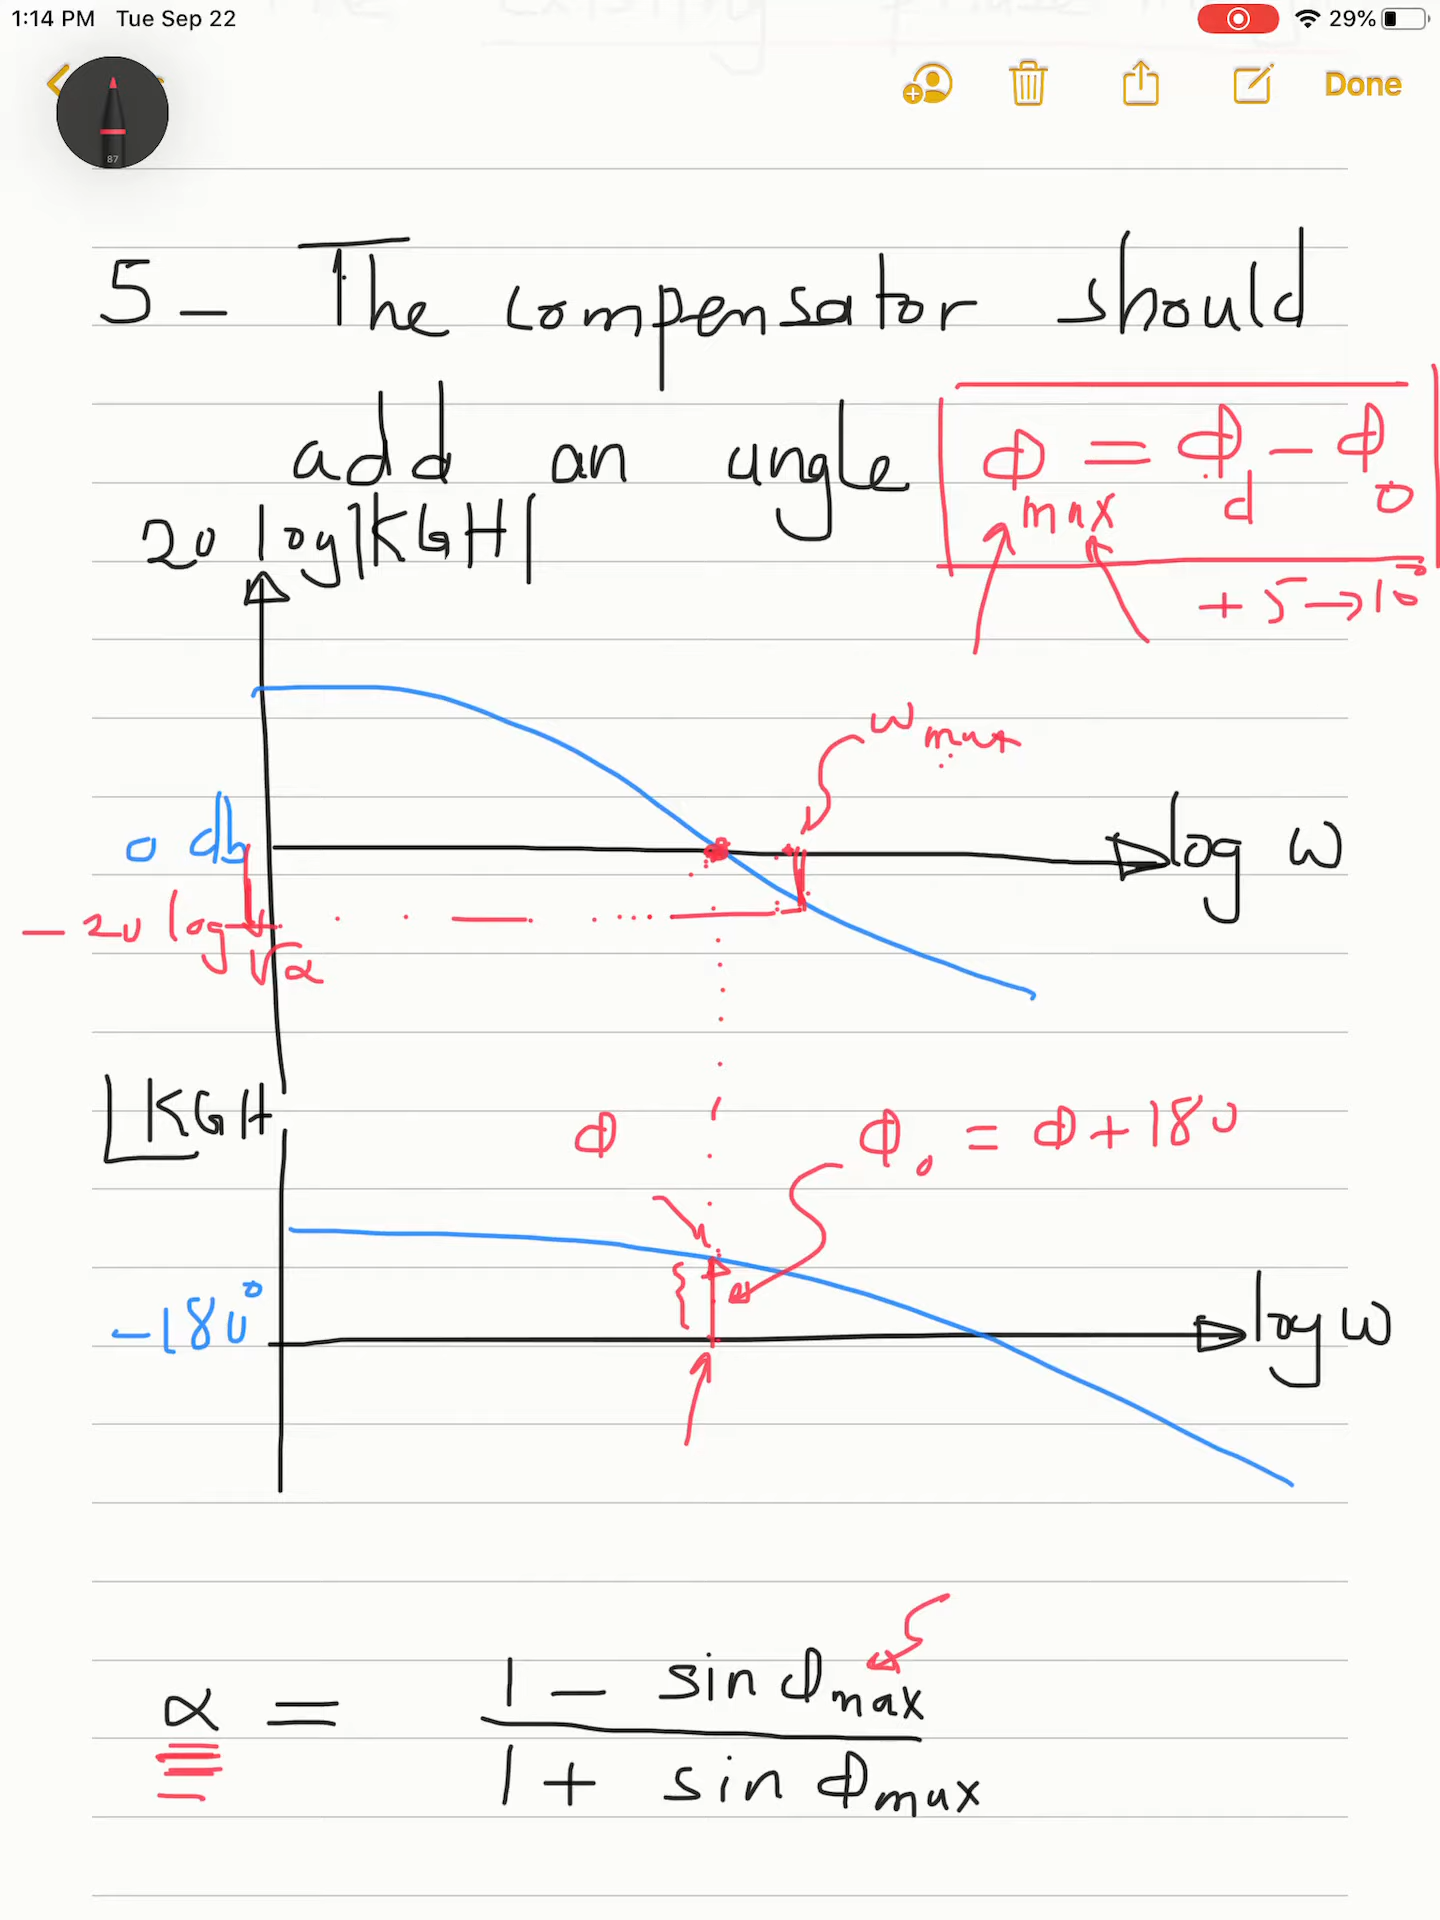 1:14 PM Tue Sep 22
29%
Done
87
5- The compensator should
add an angle Φmax = Φd - Φo
+ 5→10°
20 log|KGH|
ωmax
0 db
log ω
- 20 log 1/√α
∠KGH
Φ
Φo = Φ+180
-180°
log ω
α = (1 - sin Φmax) / (1 + sin Φmax)